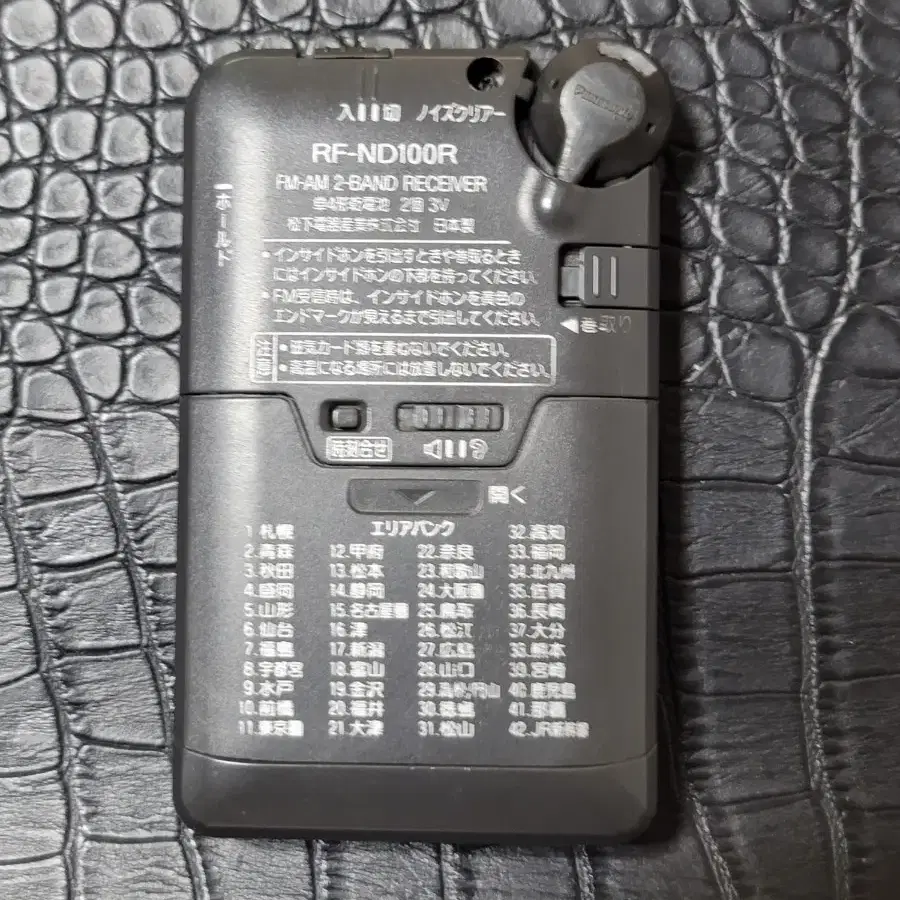 入 切 ノイズクリアー
Panasonic
RF-ND100R
FM-AM 2-BAND RECEIVER
単4形乾電池 2個 3V
松下電器産業株式会社 日本製
ホールド
・インサイドホンを引出すときや巻取るとき
にはインサイドホンの下部を持ってください。
・FM受信時は、インサイドホンを黄色の
エンドマークが見えるまで引出してください。
◀巻取り
注意
・磁気カード類を重ねないでください。
・高温になる場所には放置しないでください。
時刻合せ
開く
エリアバンク
1.札幌
2.青森
3.秋田
4.盛岡
5.山形
6.仙台
7.福島
8.宇都宮
9.水戸
10.前橋
11.東京圏
12.甲府
13.松本
14.静岡
15.名古屋圏
16.津
17.新潟
18.富山
19.金沢
20.福井
21.大津
22.奈良
23.和歌山
24.大阪圏
25.鳥取
26.松江
27.広島
28.山口
29.高松/岡山
30.徳島
31.松山
32.高知
33.福岡
34.北九州
35.佐賀
36.長崎
37.大分
38.熊本
39.宮崎
40.鹿児島
41.那覇
42.JR新幹線